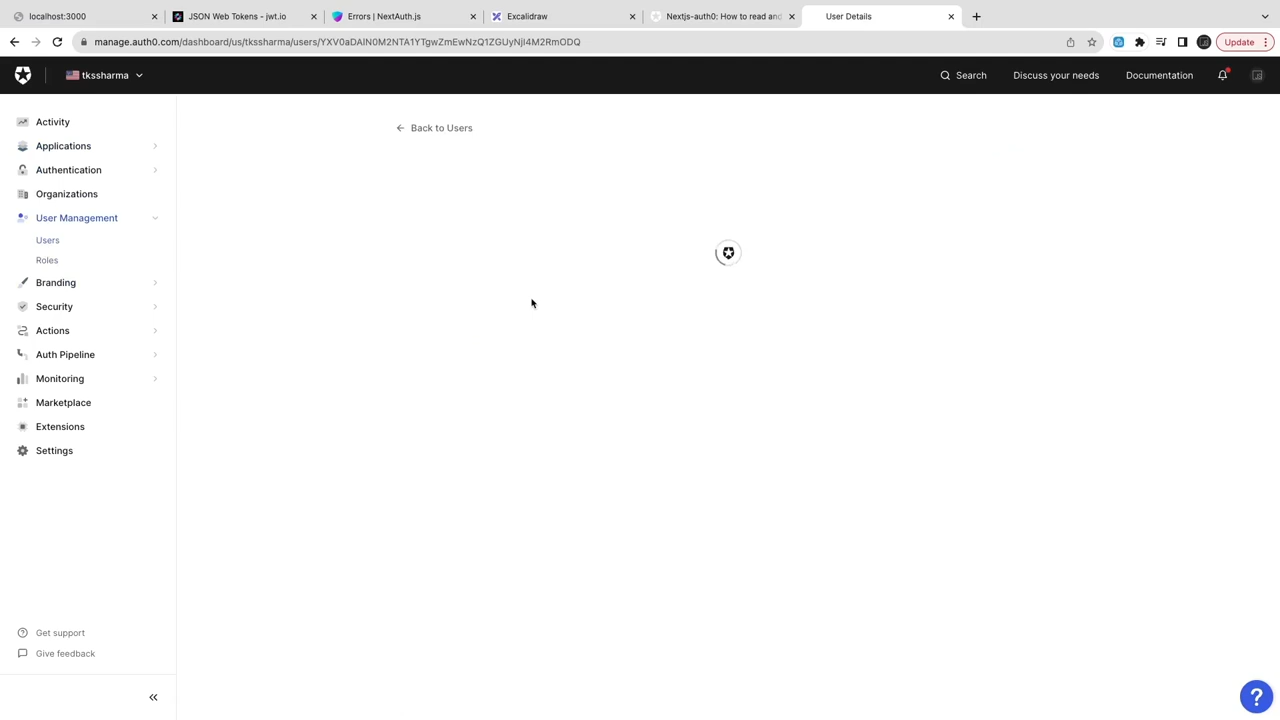 localhost:3000
JSON Web Tokens - jwt.io
Errors | NextAuth.js
Excalidraw
Nextjs-auth0: How to read and
User Details
manage.auth0.com/dashboard/us/tkssharma/users/YXV0aDAlN0M2NTA1YTgwZmEwNzQ1ZGUyNjI4M2RmODQ
Update
tkssharma
Search
Discuss your needs
Documentation
Activity
Applications
Authentication
Organizations
User Management
Users
Roles
Branding
Security
Actions
Auth Pipeline
Monitoring
Marketplace
Extensions
Settings
Get support
Give feedback
Back to Users